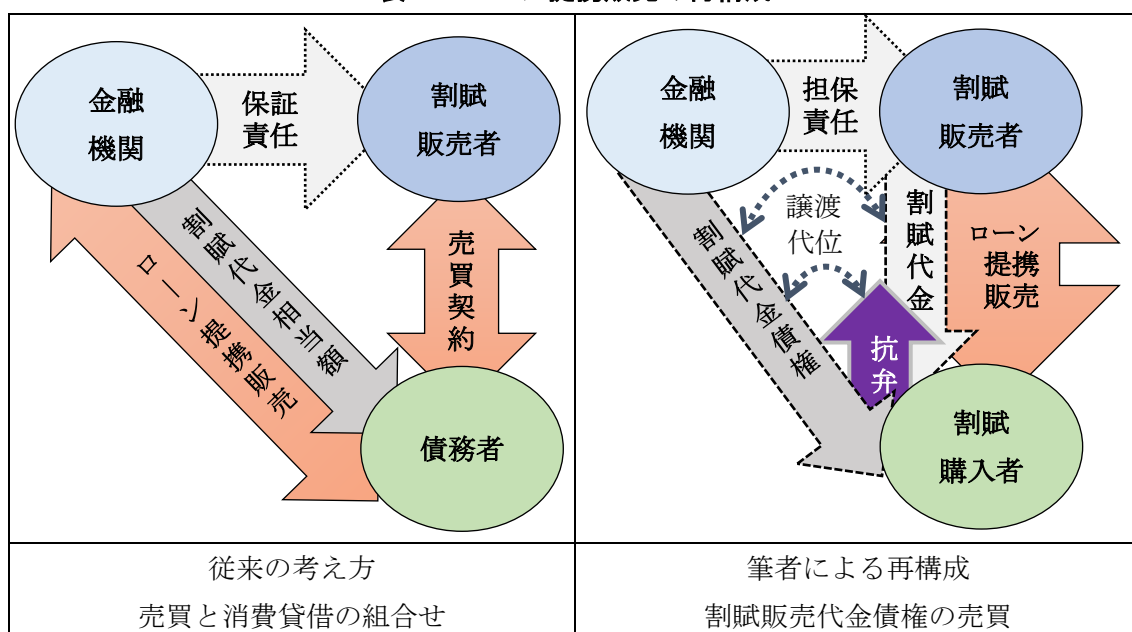 金融
機関
保証
責任
割賦
販売者
割賦代金相当額
ローン提携販売
売買契約
債務者
金融
機関
担保
責任
割賦
販売者
譲渡
代位
割賦代金債権
割賦代金
ローン
提携
販売
抗弁
割賦
購入者
従来の考え方
売買と消費貸借の組合せ
筆者による再構成
割賦販売代金債権の売買